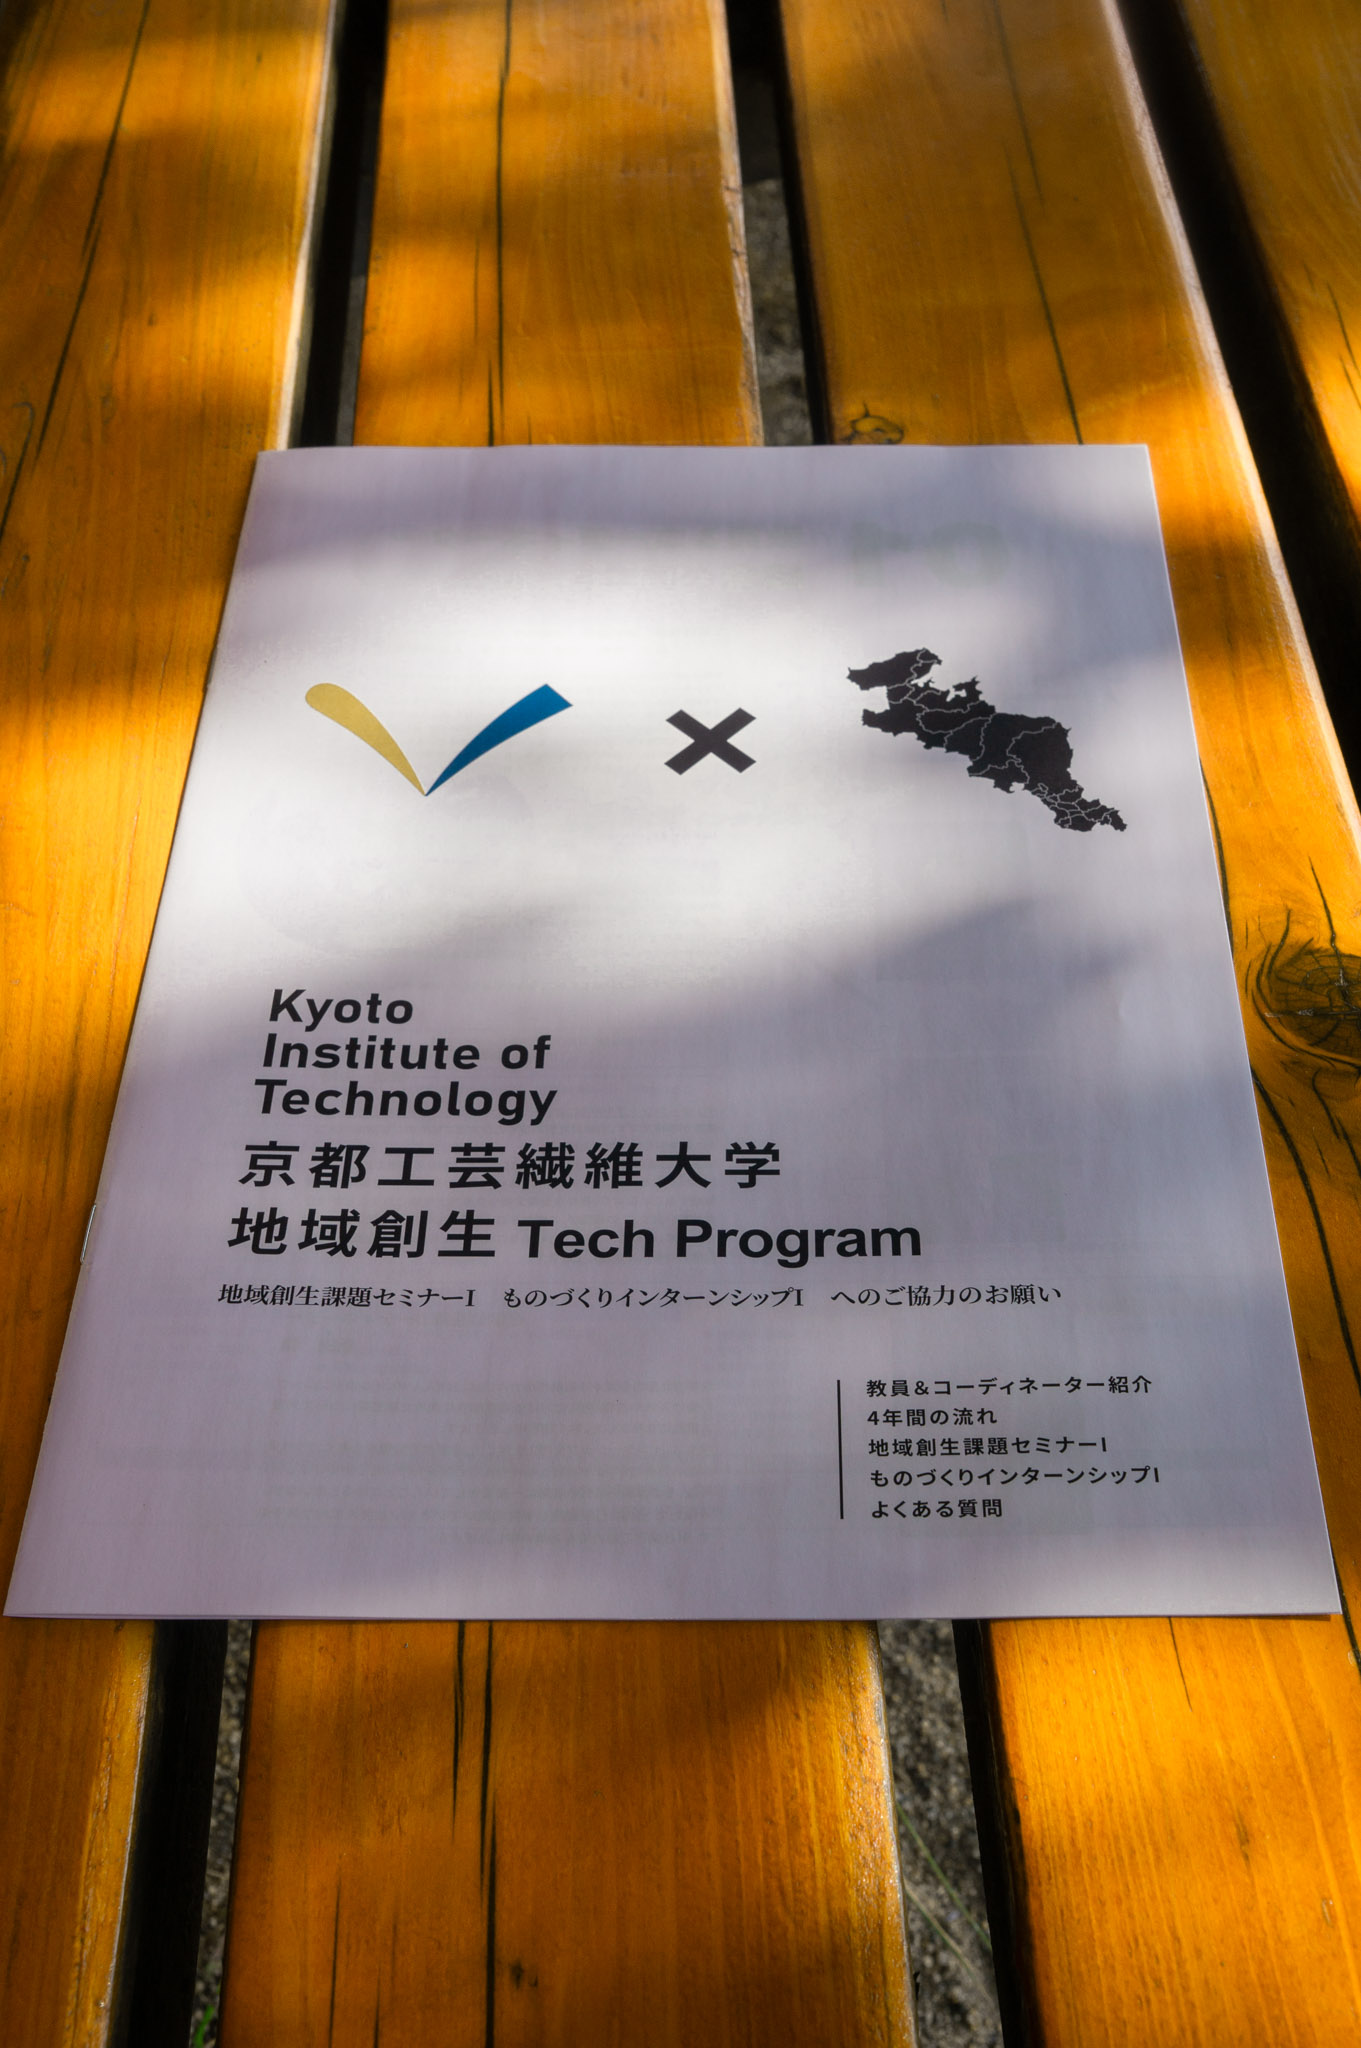 Kyoto
Institute of
Technology
京都工芸繊維大学
地域創生 Tech Program
地域創生課題セミナーI ものづくりインターンシップI へのご協力のお願い
教員&コーディネーター紹介
4年間の流れ
地域創生課題セミナーI
ものづくりインターンシップI
よくある質問